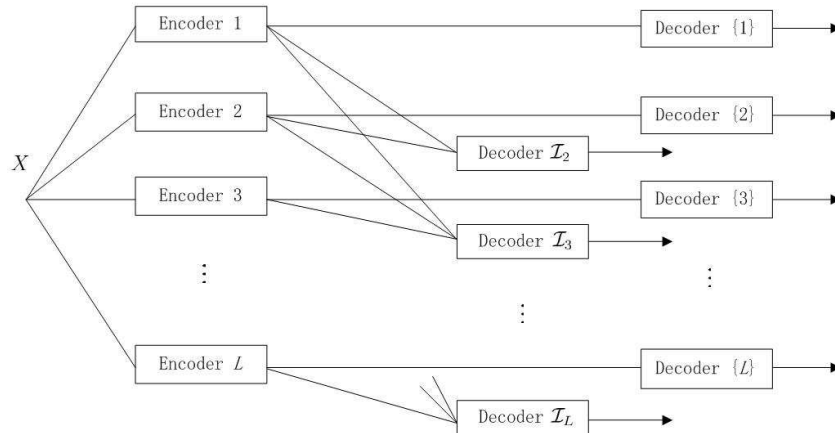 Encoder 1
Decoder {1}
Encoder 2
Decoder {2}
Decoder 𝓘₂
X
Encoder 3
Decoder {3}
Decoder 𝓘₃
Encoder L
Decoder {L}
Decoder 𝓘_L